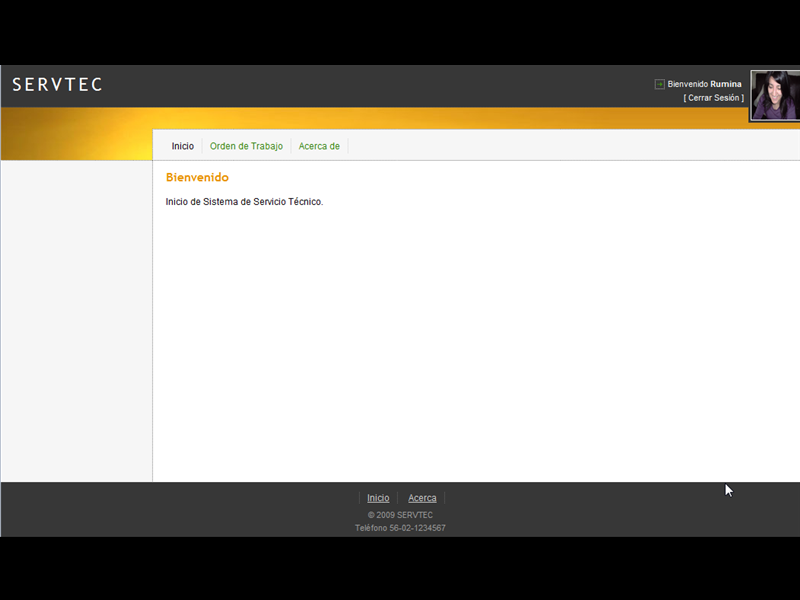 SERVTEC
Bienvenido Rumina
[ Cerrar Sesión ]
Inicio Orden de Trabajo Acerca de
Bienvenido
Inicio de Sistema de Servicio Técnico.
Inicio Acerca
© 2009 SERVTEC
Teléfono 56-02-1234567